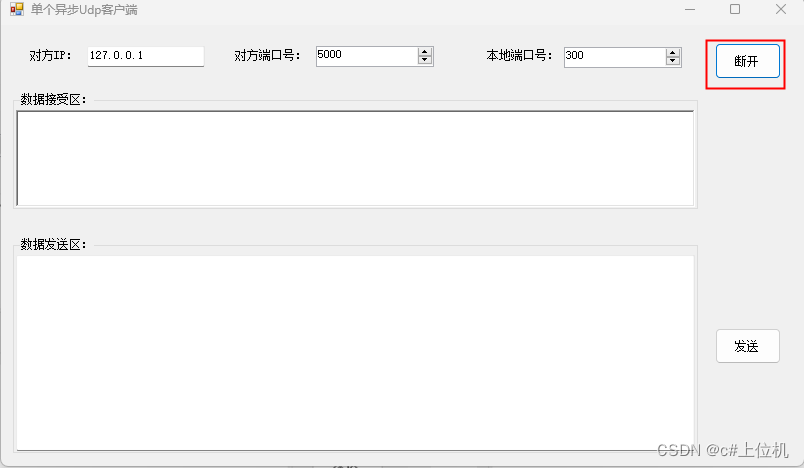 单个异步Udp客户端
对方IP: 127.0.0.1 对方端口号: 5000 本地端口号: 300 断开
数据接受区:
数据发送区:
发送
CSDN @c#上位机